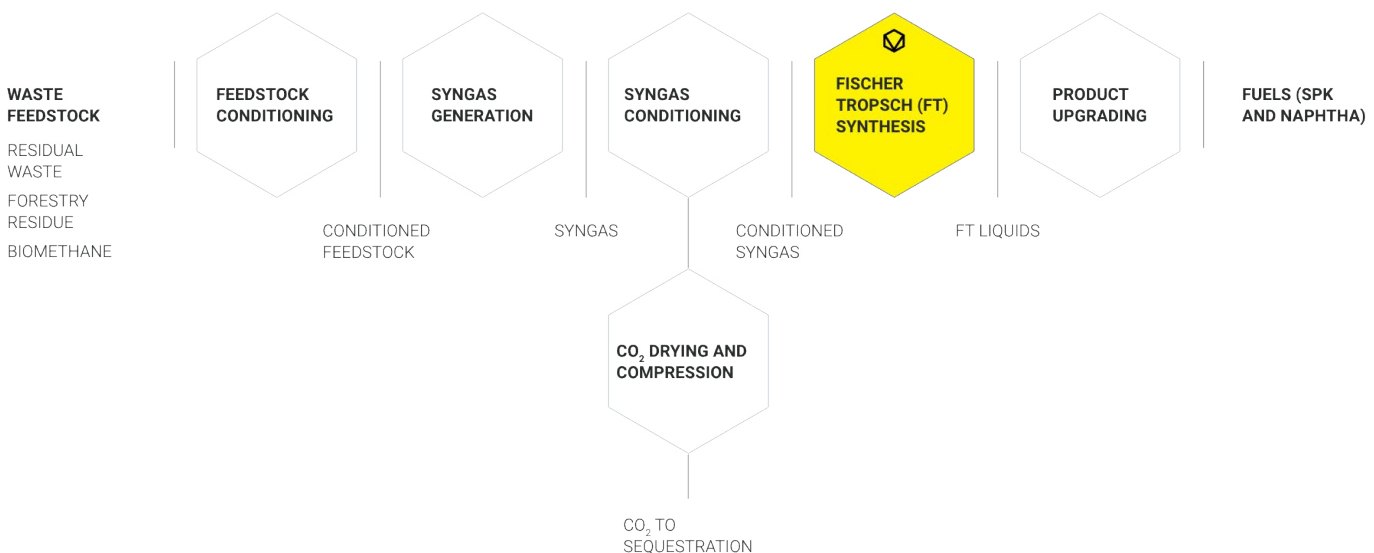 WASTE
FEEDSTOCK
RESIDUAL
WASTE
FORESTRY
RESIDUE
BIOMETHANE
FEEDSTOCK
CONDITIONING
CONDITIONED
FEEDSTOCK
SYNGAS
GENERATION
SYNGAS
SYNGAS
CONDITIONING
CONDITIONED
SYNGAS
FISCHER
TROPSCH (FT)
SYNTHESIS
FT LIQUIDS
PRODUCT
UPGRADING
FUELS (SPK
AND NAPHTHA)
CO₂ DRYING AND
COMPRESSION
CO₂ TO
SEQUESTRATION